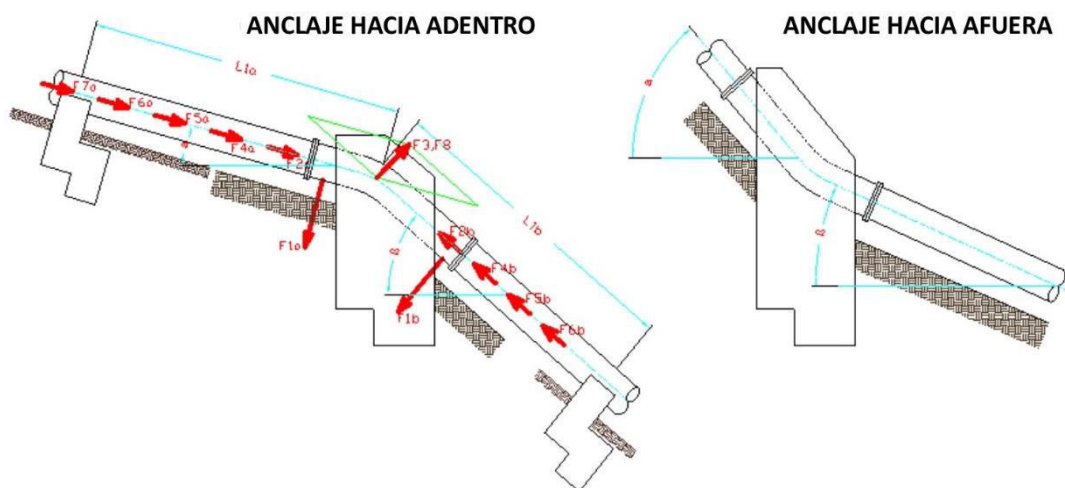 ANCLAJE HACIA ADENTRO
ANCLAJE HACIA AFUERA
L1a
F7a
F6a
F5a
F4a
F2
a
F3,F8
F1a
L1b
F2b
F4b
F5b
F6b
B
F1b
a
B